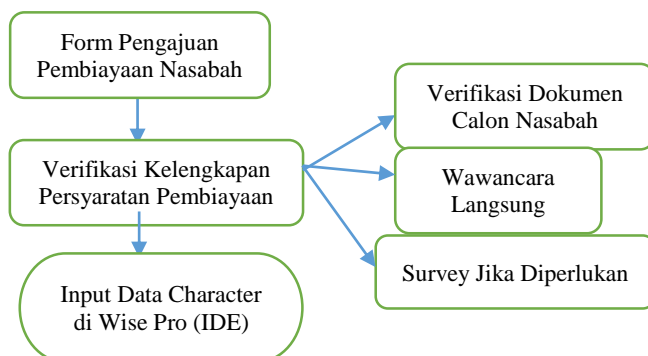 Form Pengajuan
Pembiayaan Nasabah
Verifikasi Kelengkapan
Persyaratan Pembiayaan
Input Data Character
di Wise Pro (IDE)
Verifikasi Dokumen
Calon Nasabah
Wawancara
Langsung
Survey Jika Diperlukan